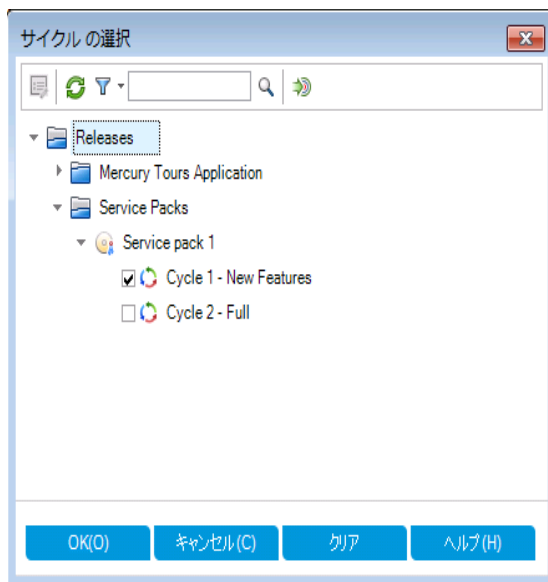 サイクル の選択
Releases
Mercury Tours Application
Service Packs
Service pack 1
Cycle 1 - New Features
Cycle 2 - Full
OK(O) キャンセル(C) クリア ヘルプ(H)